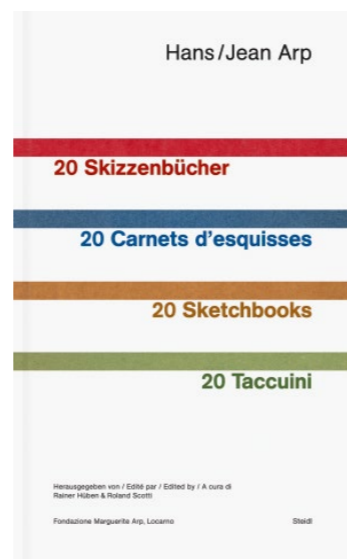 Hans/Jean Arp
20 Skizzenbücher
20 Carnets d'esquisses
20 Sketchbooks
20 Taccuini
Herausgegeben von / Edité par / Edited by / A cura di
Rainer Hüben & Roland Scotti
Fondazione Marguerite Arp, Locarno
Steidl